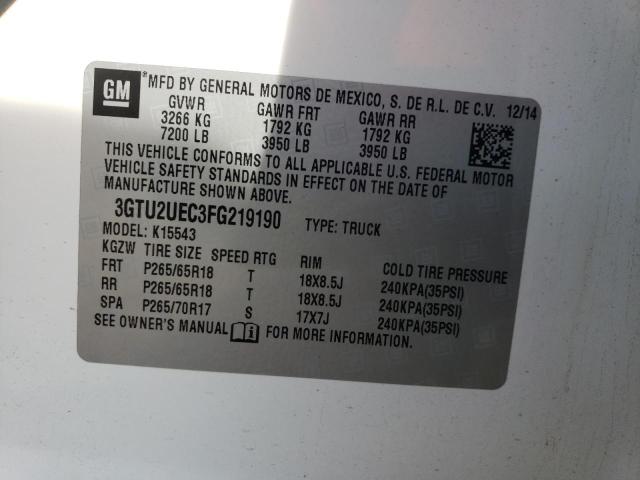 GM ® MFD BY GENERAL MOTORS DE MEXICO, S. DE R.L. DE C.V. 12/14
GVWR GAWR FRT GAWR RR
3266 KG 1792 KG 1792 KG
7200 LB 3950 LB 3950 LB
THIS VEHICLE CONFORMS TO ALL APPLICABLE U.S. FEDERAL MOTOR
VEHICLE SAFETY STANDARDS IN EFFECT ON THE DATE OF
MANUFACTURE SHOWN ABOVE.
3GTU2UEC3FG219190 TYPE: TRUCK
MODEL: K15543
KGZW TIRE SIZE SPEED RTG RIM COLD TIRE PRESSURE
FRT P265/65R18 T 18X8.5J 240KPA(35PSI)
RR P265/65R18 T 18X8.5J 240KPA(35PSI)
SPA P265/70R17 S 17X7J 240KPA(35PSI)
SEE OWNER'S MANUAL FOR MORE INFORMATION.